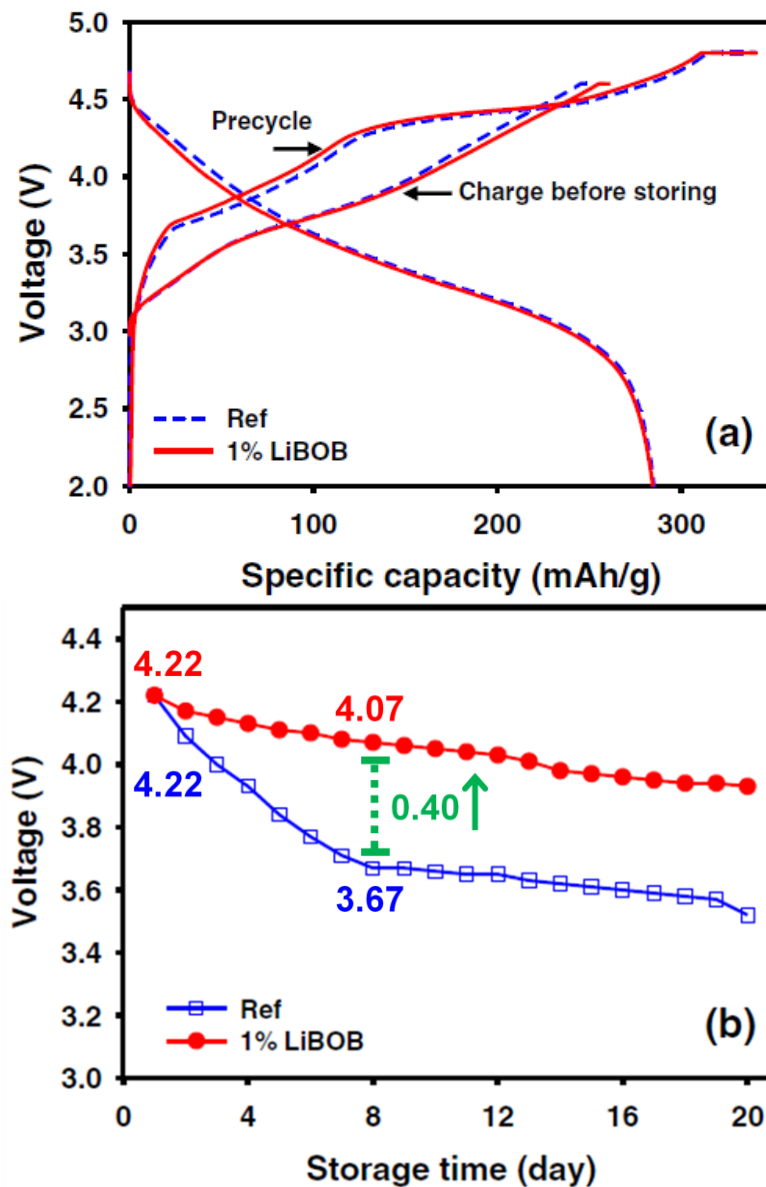 5.0
4.5
4.0
3.5
3.0
2.5
2.0
Voltage (V)
Precycle
Charge before storing
Ref
1% LiBOB
(a)
0 100 200 300
Specific capacity (mAh/g)
4.4
4.2
4.0
3.8
3.6
3.4
3.2
3.0
Voltage (V)
4.22
4.07
4.22
0.40
3.67
Ref
1% LiBOB
(b)
0 4 8 12 16 20
Storage time (day)